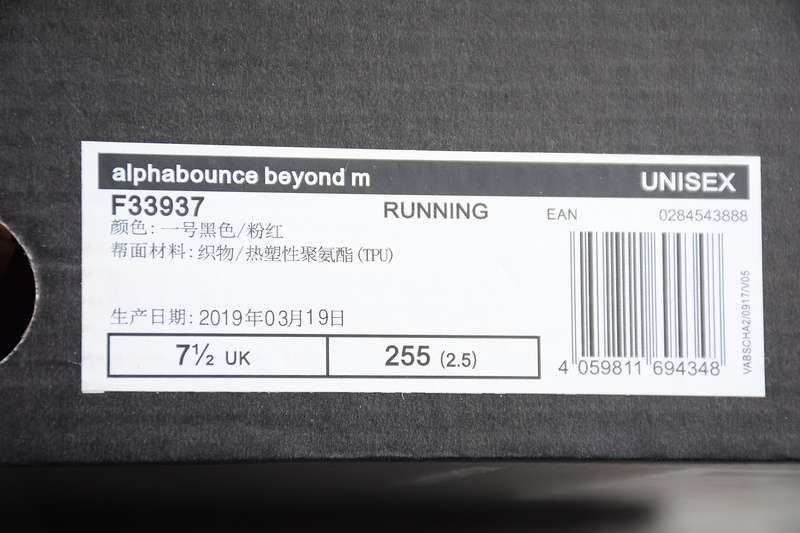 alphabounce beyond m UNISEX
F33937 RUNNING EAN 0284543888
颜色: 一号黑色/粉红
帮面材料: 织物/热塑性聚氨酯(TPU)
生产日期: 2019年03月19日
7½ UK 255 (2.5)
4 059811 694348
VABSCHA2/0917/V05